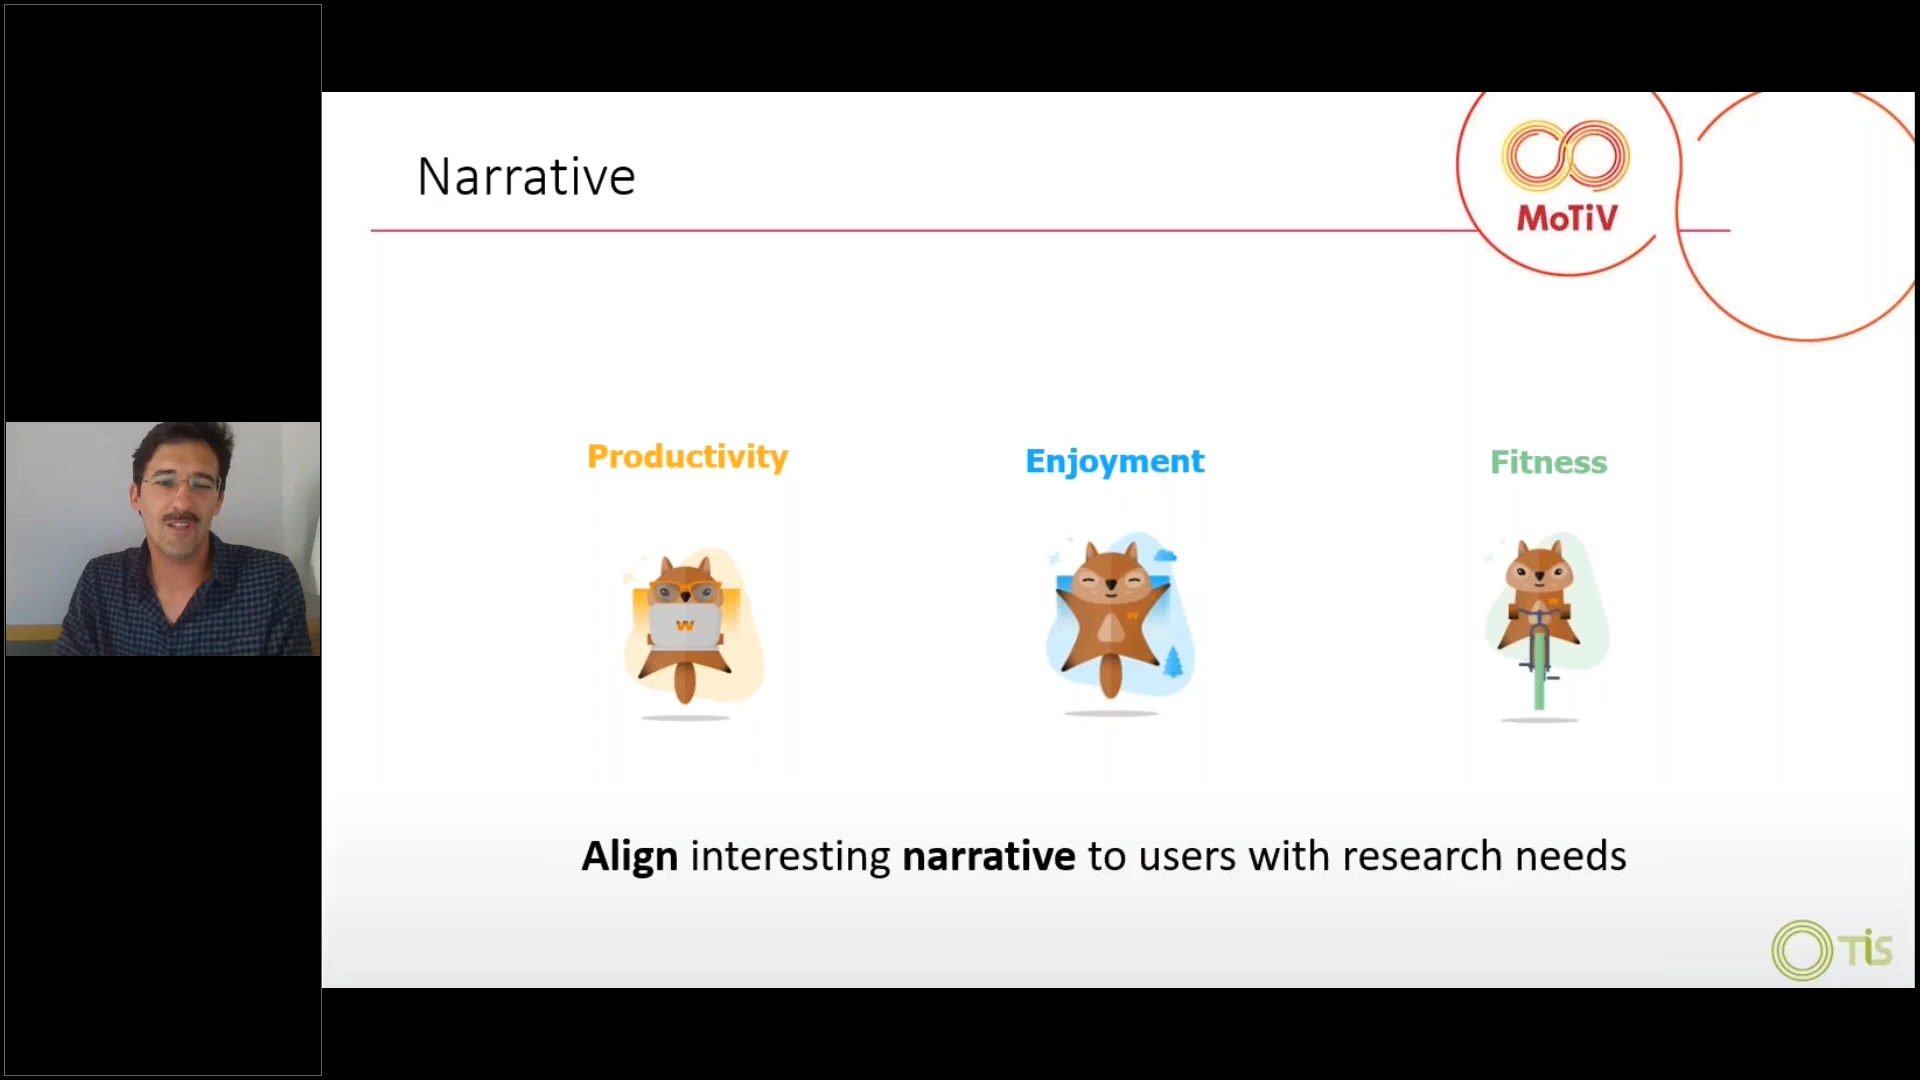 Narrative
MoTiV
Productivity
Enjoyment
Fitness
w
w
w
Align interesting narrative to users with research needs
TiS